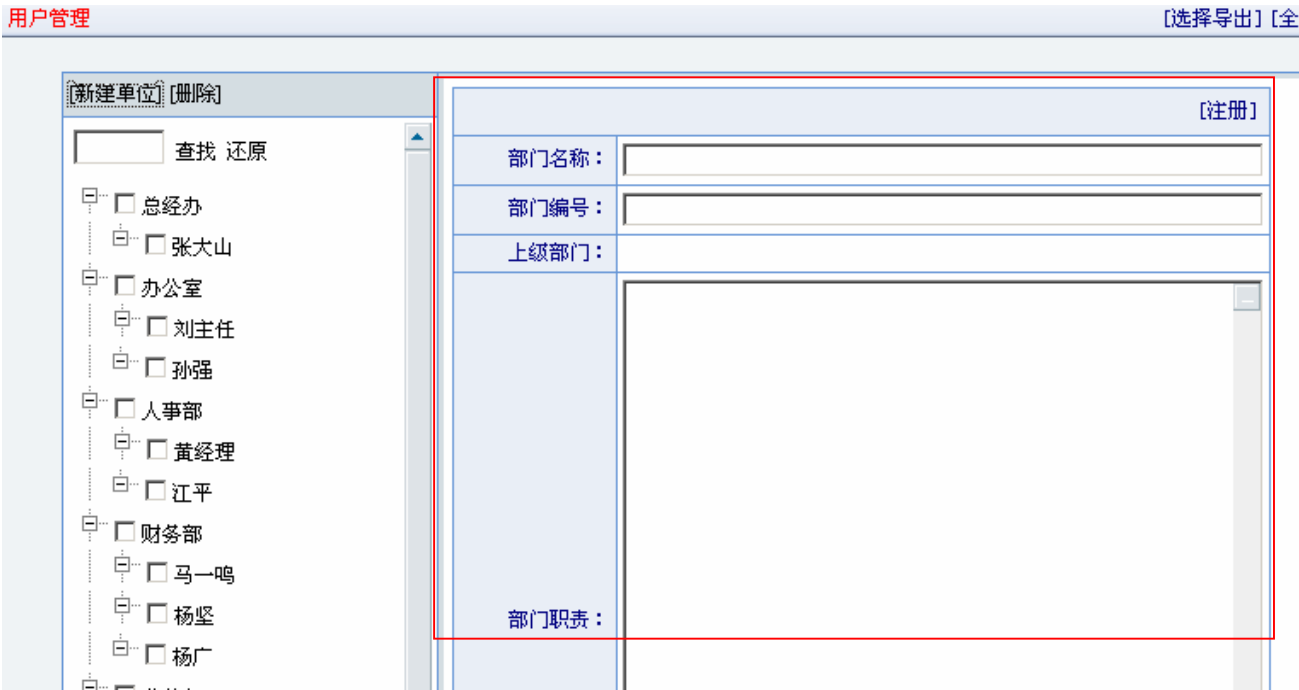 用户管理
[选择导出] [全
[新建单位] [删除]
查找 还原
总经办
张大山
办公室
刘主任
孙强
人事部
黄经理
江平
财务部
马一鸣
杨坚
杨广
[注册]
部门名称：
部门编号：
上级部门：
部门职责：